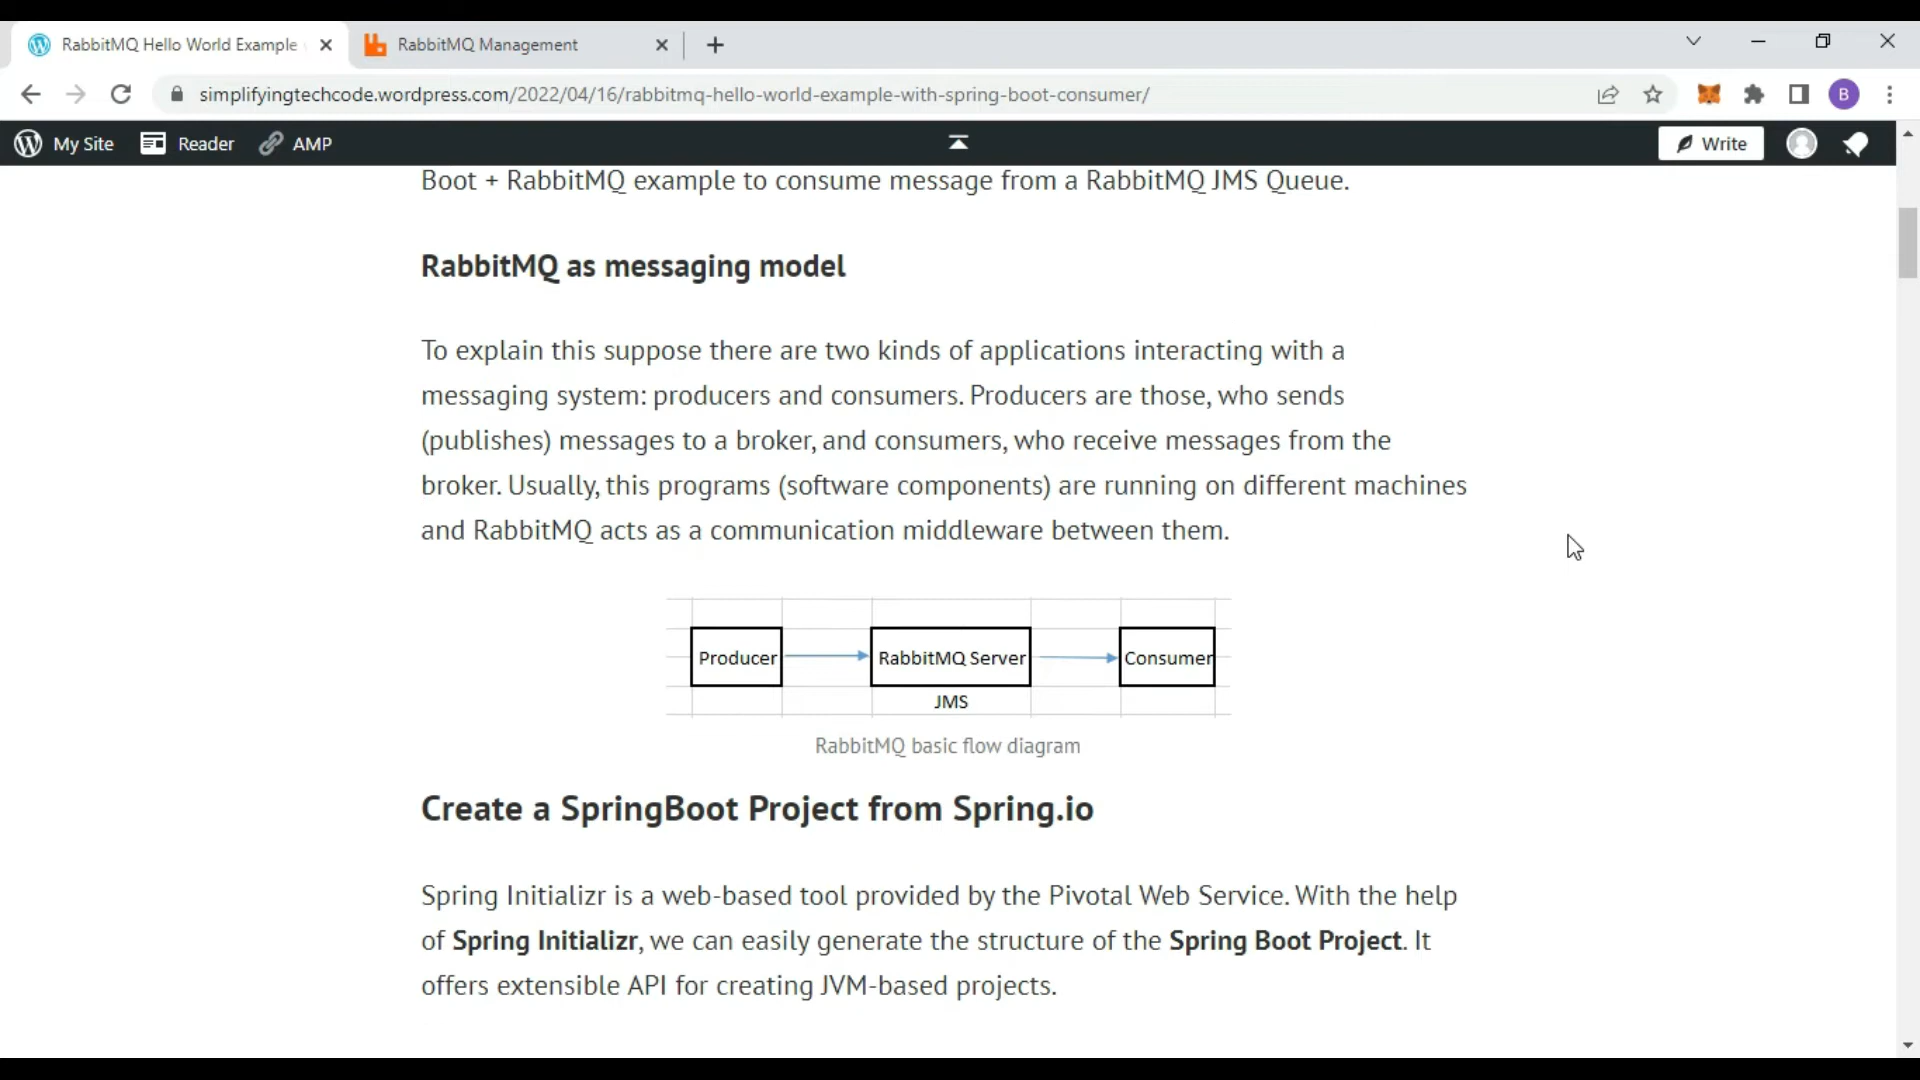 RabbitMQ Hello World Example
RabbitMQ Management
simplifyingtechcode.wordpress.com/2022/04/16/rabbitmq-hello-world-example-with-spring-boot-consumer/
B
My Site
Reader
AMP
Write
Boot + RabbitMQ example to consume message from a RabbitMQ JMS Queue.
RabbitMQ as messaging model
To explain this suppose there are two kinds of applications interacting with a
messaging system: producers and consumers. Producers are those, who sends
(publishes) messages to a broker, and consumers, who receive messages from the
broker. Usually, this programs (software components) are running on different machines
and RabbitMQ acts as a communication middleware between them.
Producer
RabbitMQ Server
Consumer
JMS
RabbitMQ basic flow diagram
Create a SpringBoot Project from Spring.io
Spring Initializr is a web-based tool provided by the Pivotal Web Service. With the help
of Spring Initializr, we can easily generate the structure of the Spring Boot Project. It
offers extensible API for creating JVM-based projects.